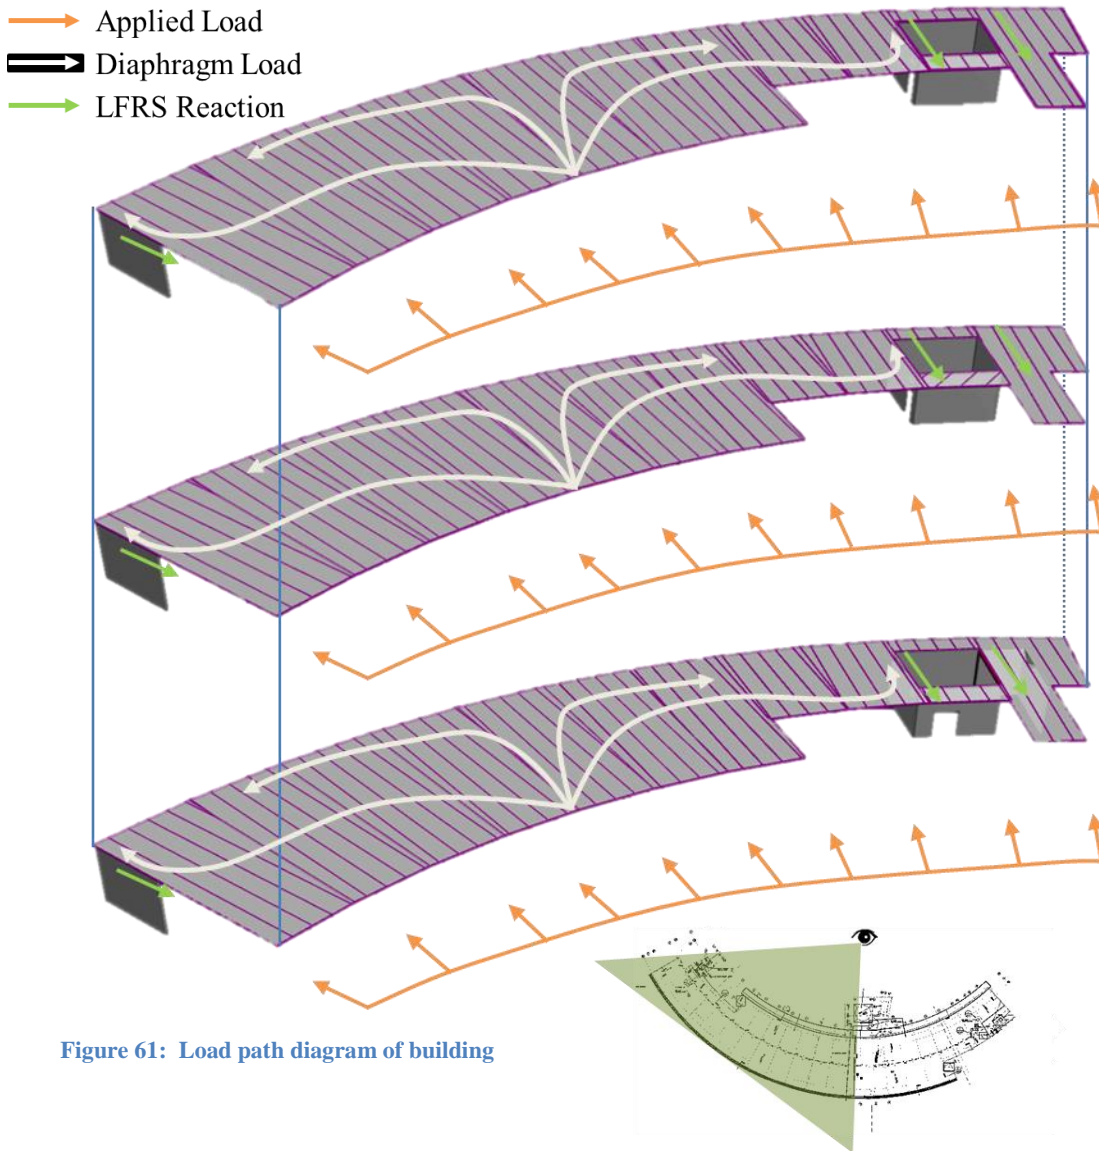 Applied Load
Diaphragm Load
LFRS Reaction
Figure 61:  Load path diagram of building